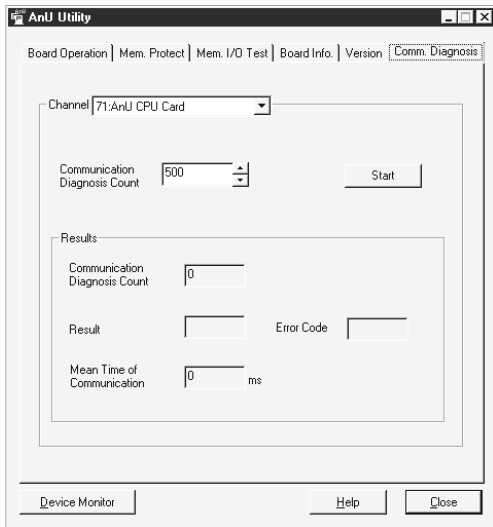 AnU Utility
Board Operation Mem. Protect Mem. I/O Test Board Info. Version Comm. Diagnosis
Channel 71:AnU CPU Card
Communication
Diagnosis Count 500 Start
Results
Communication
Diagnosis Count 0
Result Error Code
Mean Time of
Communication 0 ms
Device Monitor Help Close